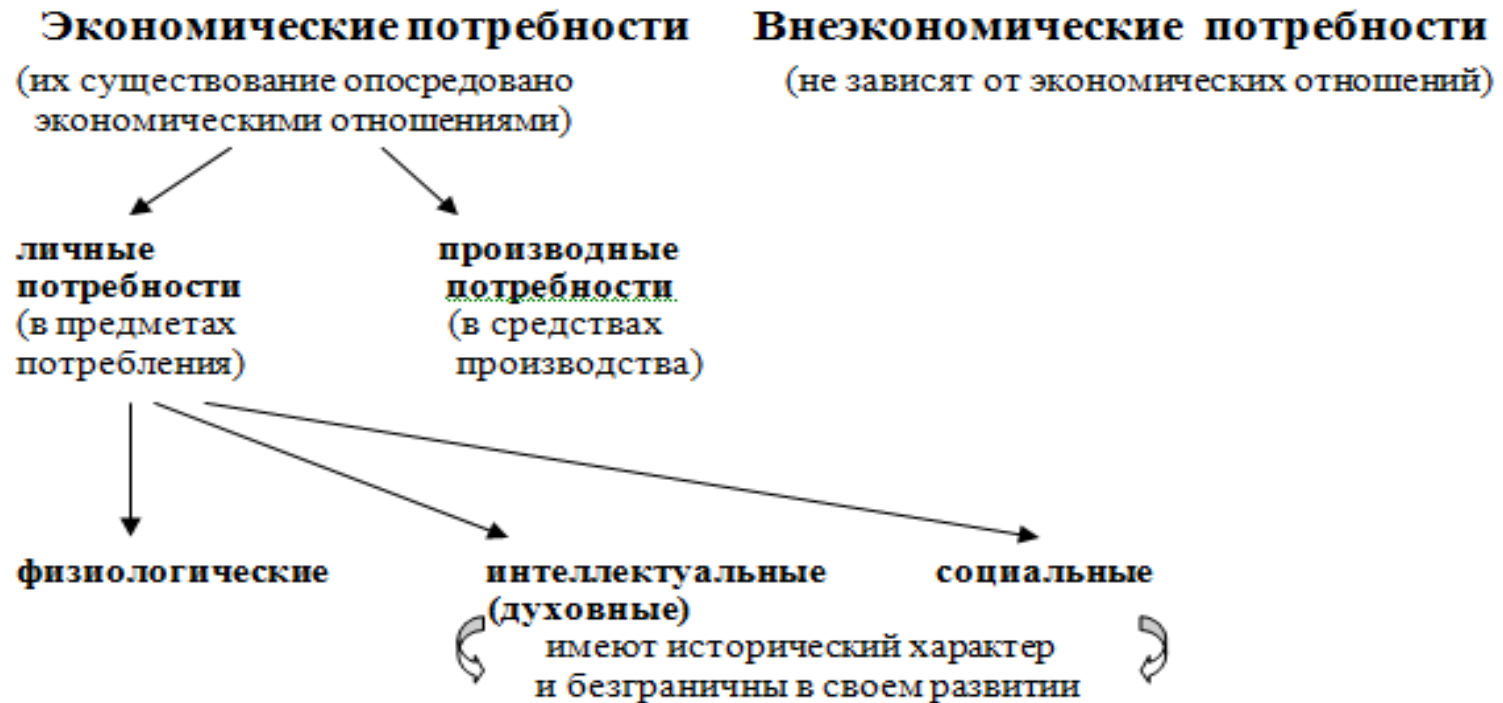 Экономические потребности
Внеэкономические потребности
(их существование опосредовано
экономическими отношениями)
(не зависят от экономических отношений)
личные
потребности
(в предметах
потребления)
производные
потребности
(в средствах
производства)
физиологические
интеллектуальные
(духовные)
социальные
имеют исторический характер
и безграничны в своем развитии